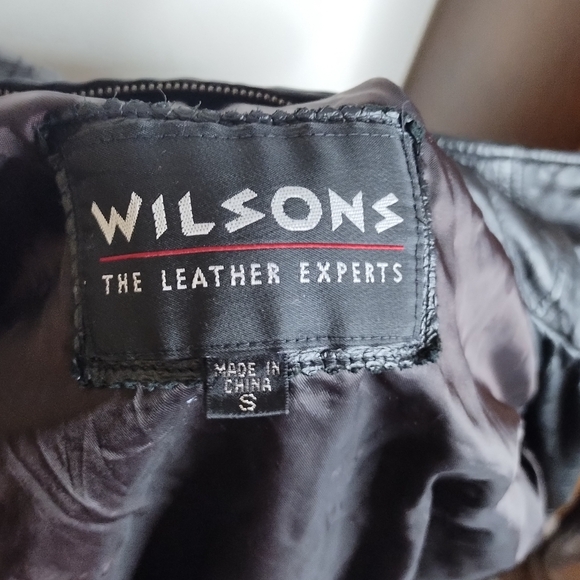 WILSONS
THE LEATHER EXPERTS
MADE IN
CHINA
S